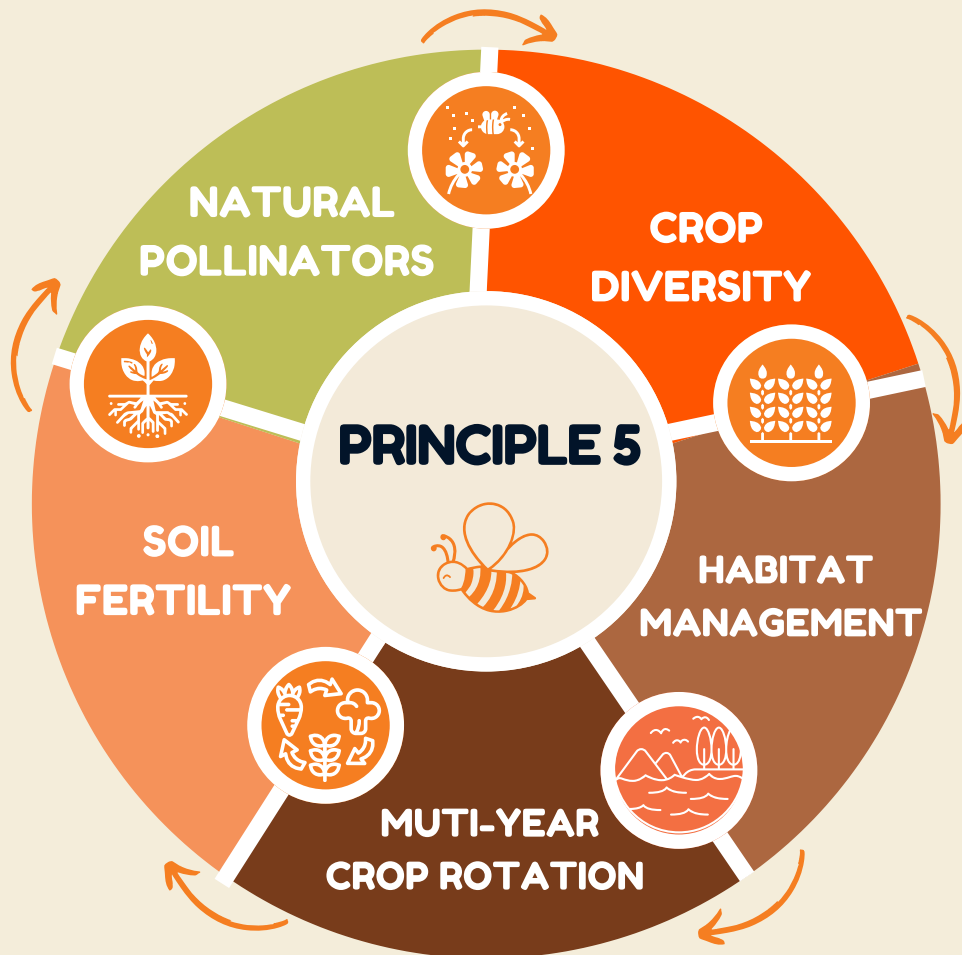 NATURAL
POLLINATORS
CROP
DIVERSITY
PRINCIPLE 5
SOIL
FERTILITY
HABITAT
MANAGEMENT
MUTI-YEAR
CROP ROTATION